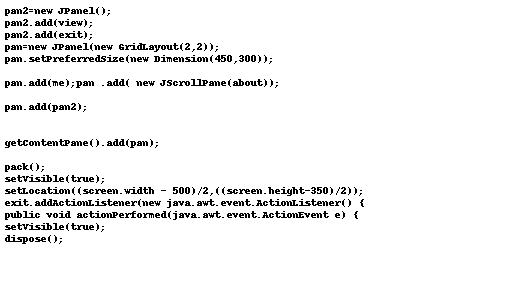 pan2=new JPanel();
pan2.add(view);
pan2.add(exit);
pan=new JPanel(new GridLayout(2,2));
pan.setPreferredSize(new Dimension(450,300));
pan.add(me);pan .add( new JScrollPane(about));
pan.add(pan2);
getContentPane().add(pan);
pack();
setVisible(true);
setLocation((screen.width - 500)/2,((screen.height-350)/2));
exit.addActionListener(new java.awt.event.ActionListener() {
public void actionPerformed(java.awt.event.ActionEvent e) {
setVisible(true);
dispose();